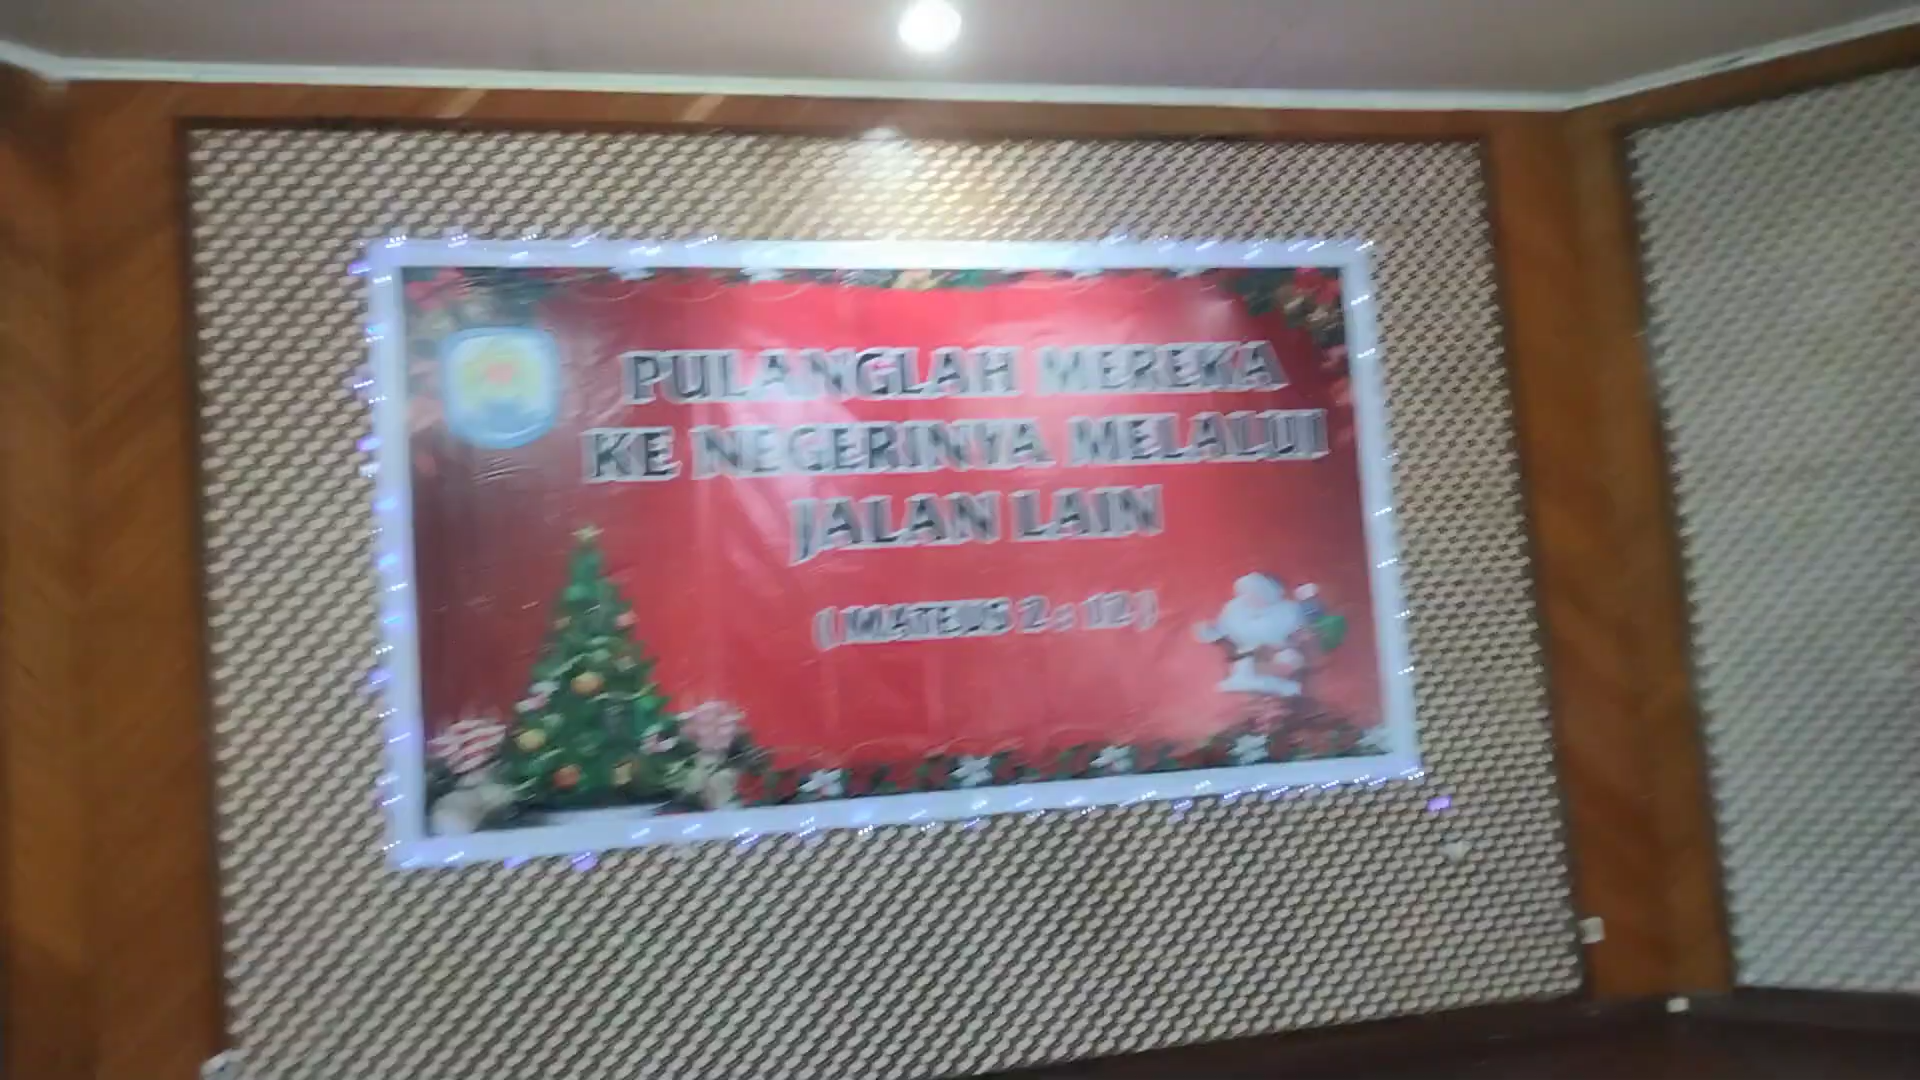 PULANGLAH MEREKA
KE NEGERINYA MELALUI
JALAN LAIN
( MATEUS 2 : 12 )